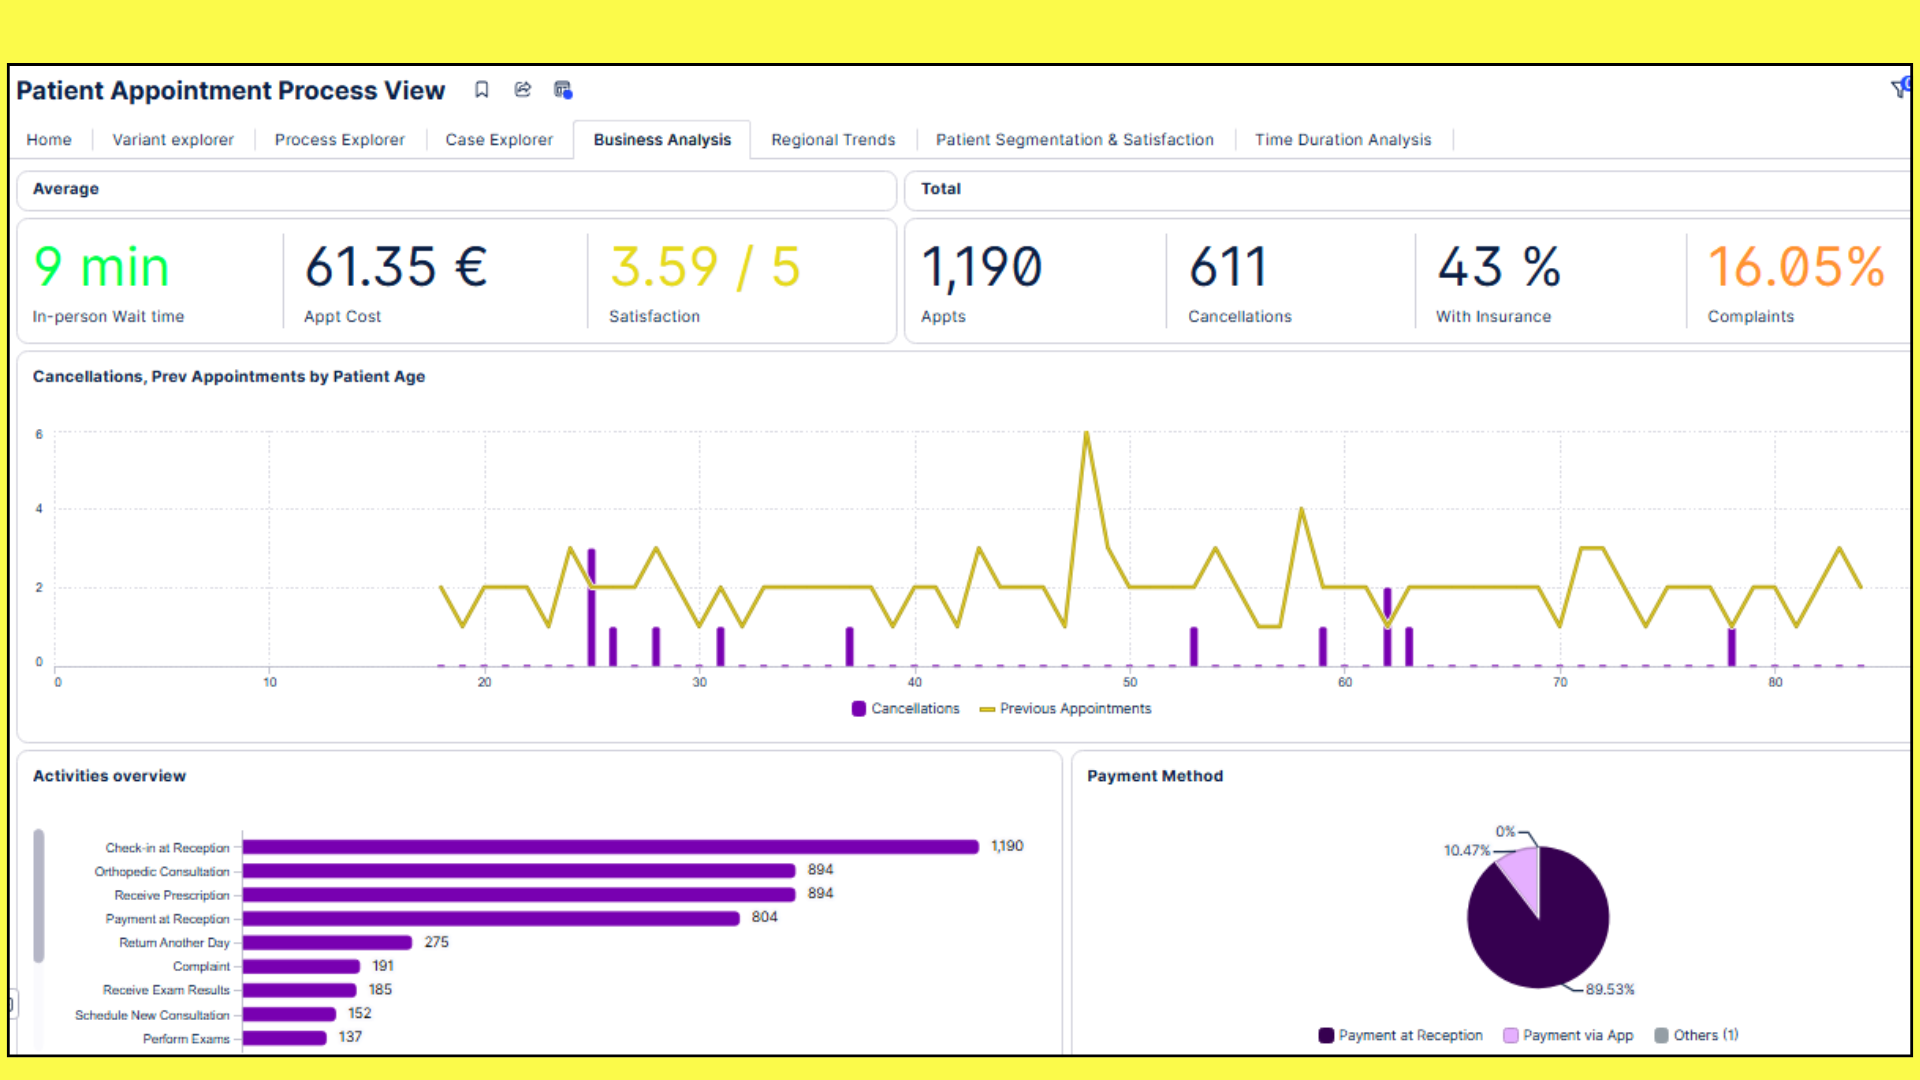 Patient Appointment Process View
Home
Variant explorer
Process Explorer
Case Explorer
Business Analysis
Regional Trends
Patient Segmentation & Satisfaction
Time Duration Analysis
Average
Total
9 min
61.35 €
3.59 / 5
1,190
611
43 %
16.05%
In-person Wait time
Appt Cost
Satisfaction
Appts
Cancellations
With Insurance
Complaints
Cancellations, Prev Appointments by Patient Age
6
4
2
0
0
10
20
30
40
50
60
70
80
Cancellations
Previous Appointments
Activities overview
Check-in at Reception 1,190
Orthopedic Consultation 894
Receive Prescription 894
Payment at Reception 804
Return Another Day 275
Complaint 191
Receive Exam Results 185
Schedule New Consultation 152
Perform Exams 137
Payment Method
0%
10.47%
89.53%
Payment at Reception
Payment via App
Others (1)